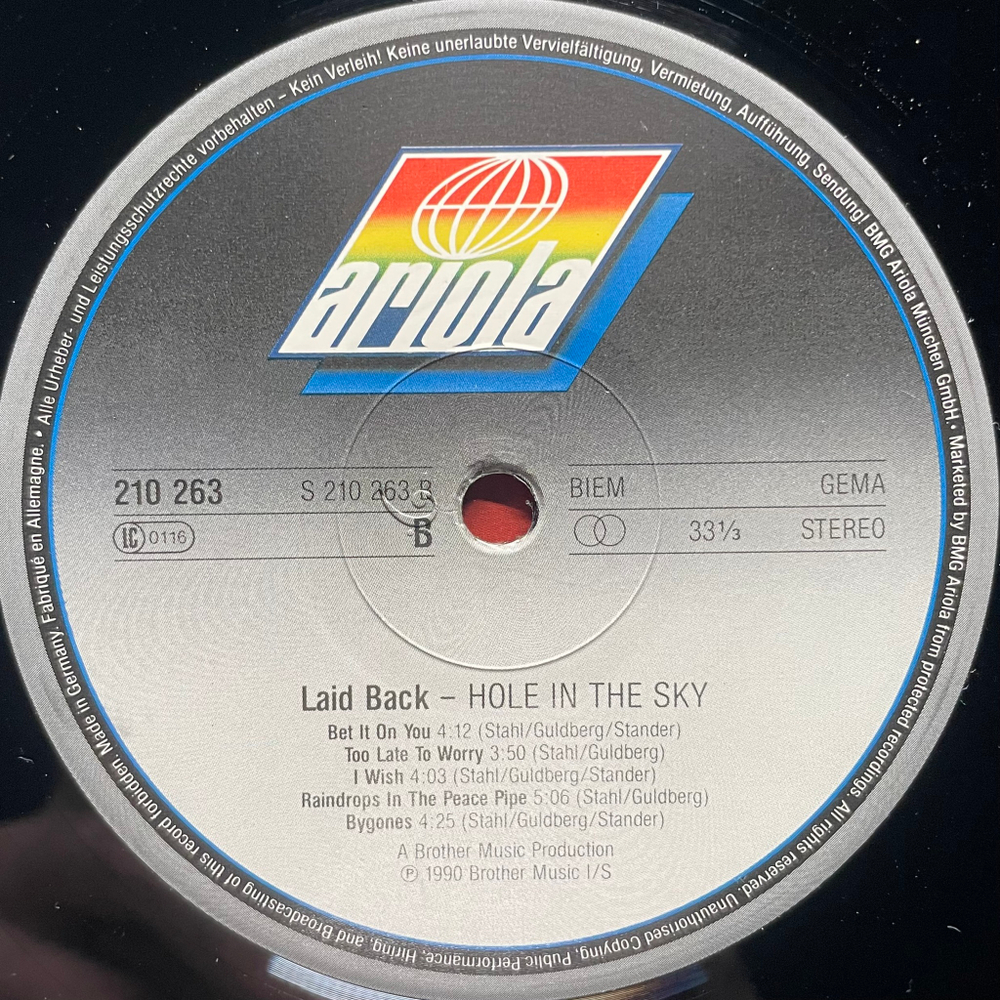 Made in Germany. Fabriqué en Allemagne. • Alle Urheber- und Leistungsschutzrechte vorbehalten – Kein Verleih! Keine unerlaubte Vervielfältigung, Vermietung, Aufführung, Sendung! BMG Ariola München GmbH. • Marketed by BMG Ariola from protected recordings. All rights reserved. Unauthorised Copying, Public Performance, Hiring, and Broadcasting of this record forbidden.
ariola
210 263 S 210 263 B BIEM GEMA
LC 0116 B 33⅓ STEREO
Laid Back – HOLE IN THE SKY
Bet It On You 4:12 (Stahl/Guldberg/Stander)
Too Late To Worry 3:50 (Stahl/Guldberg)
I Wish 4:03 (Stahl/Guldberg/Stander)
Raindrops In The Peace Pipe 5:06 (Stahl/Guldberg)
Bygones 4:25 (Stahl/Guldberg/Stander)
A Brother Music Production
℗ 1990 Brother Music I/S